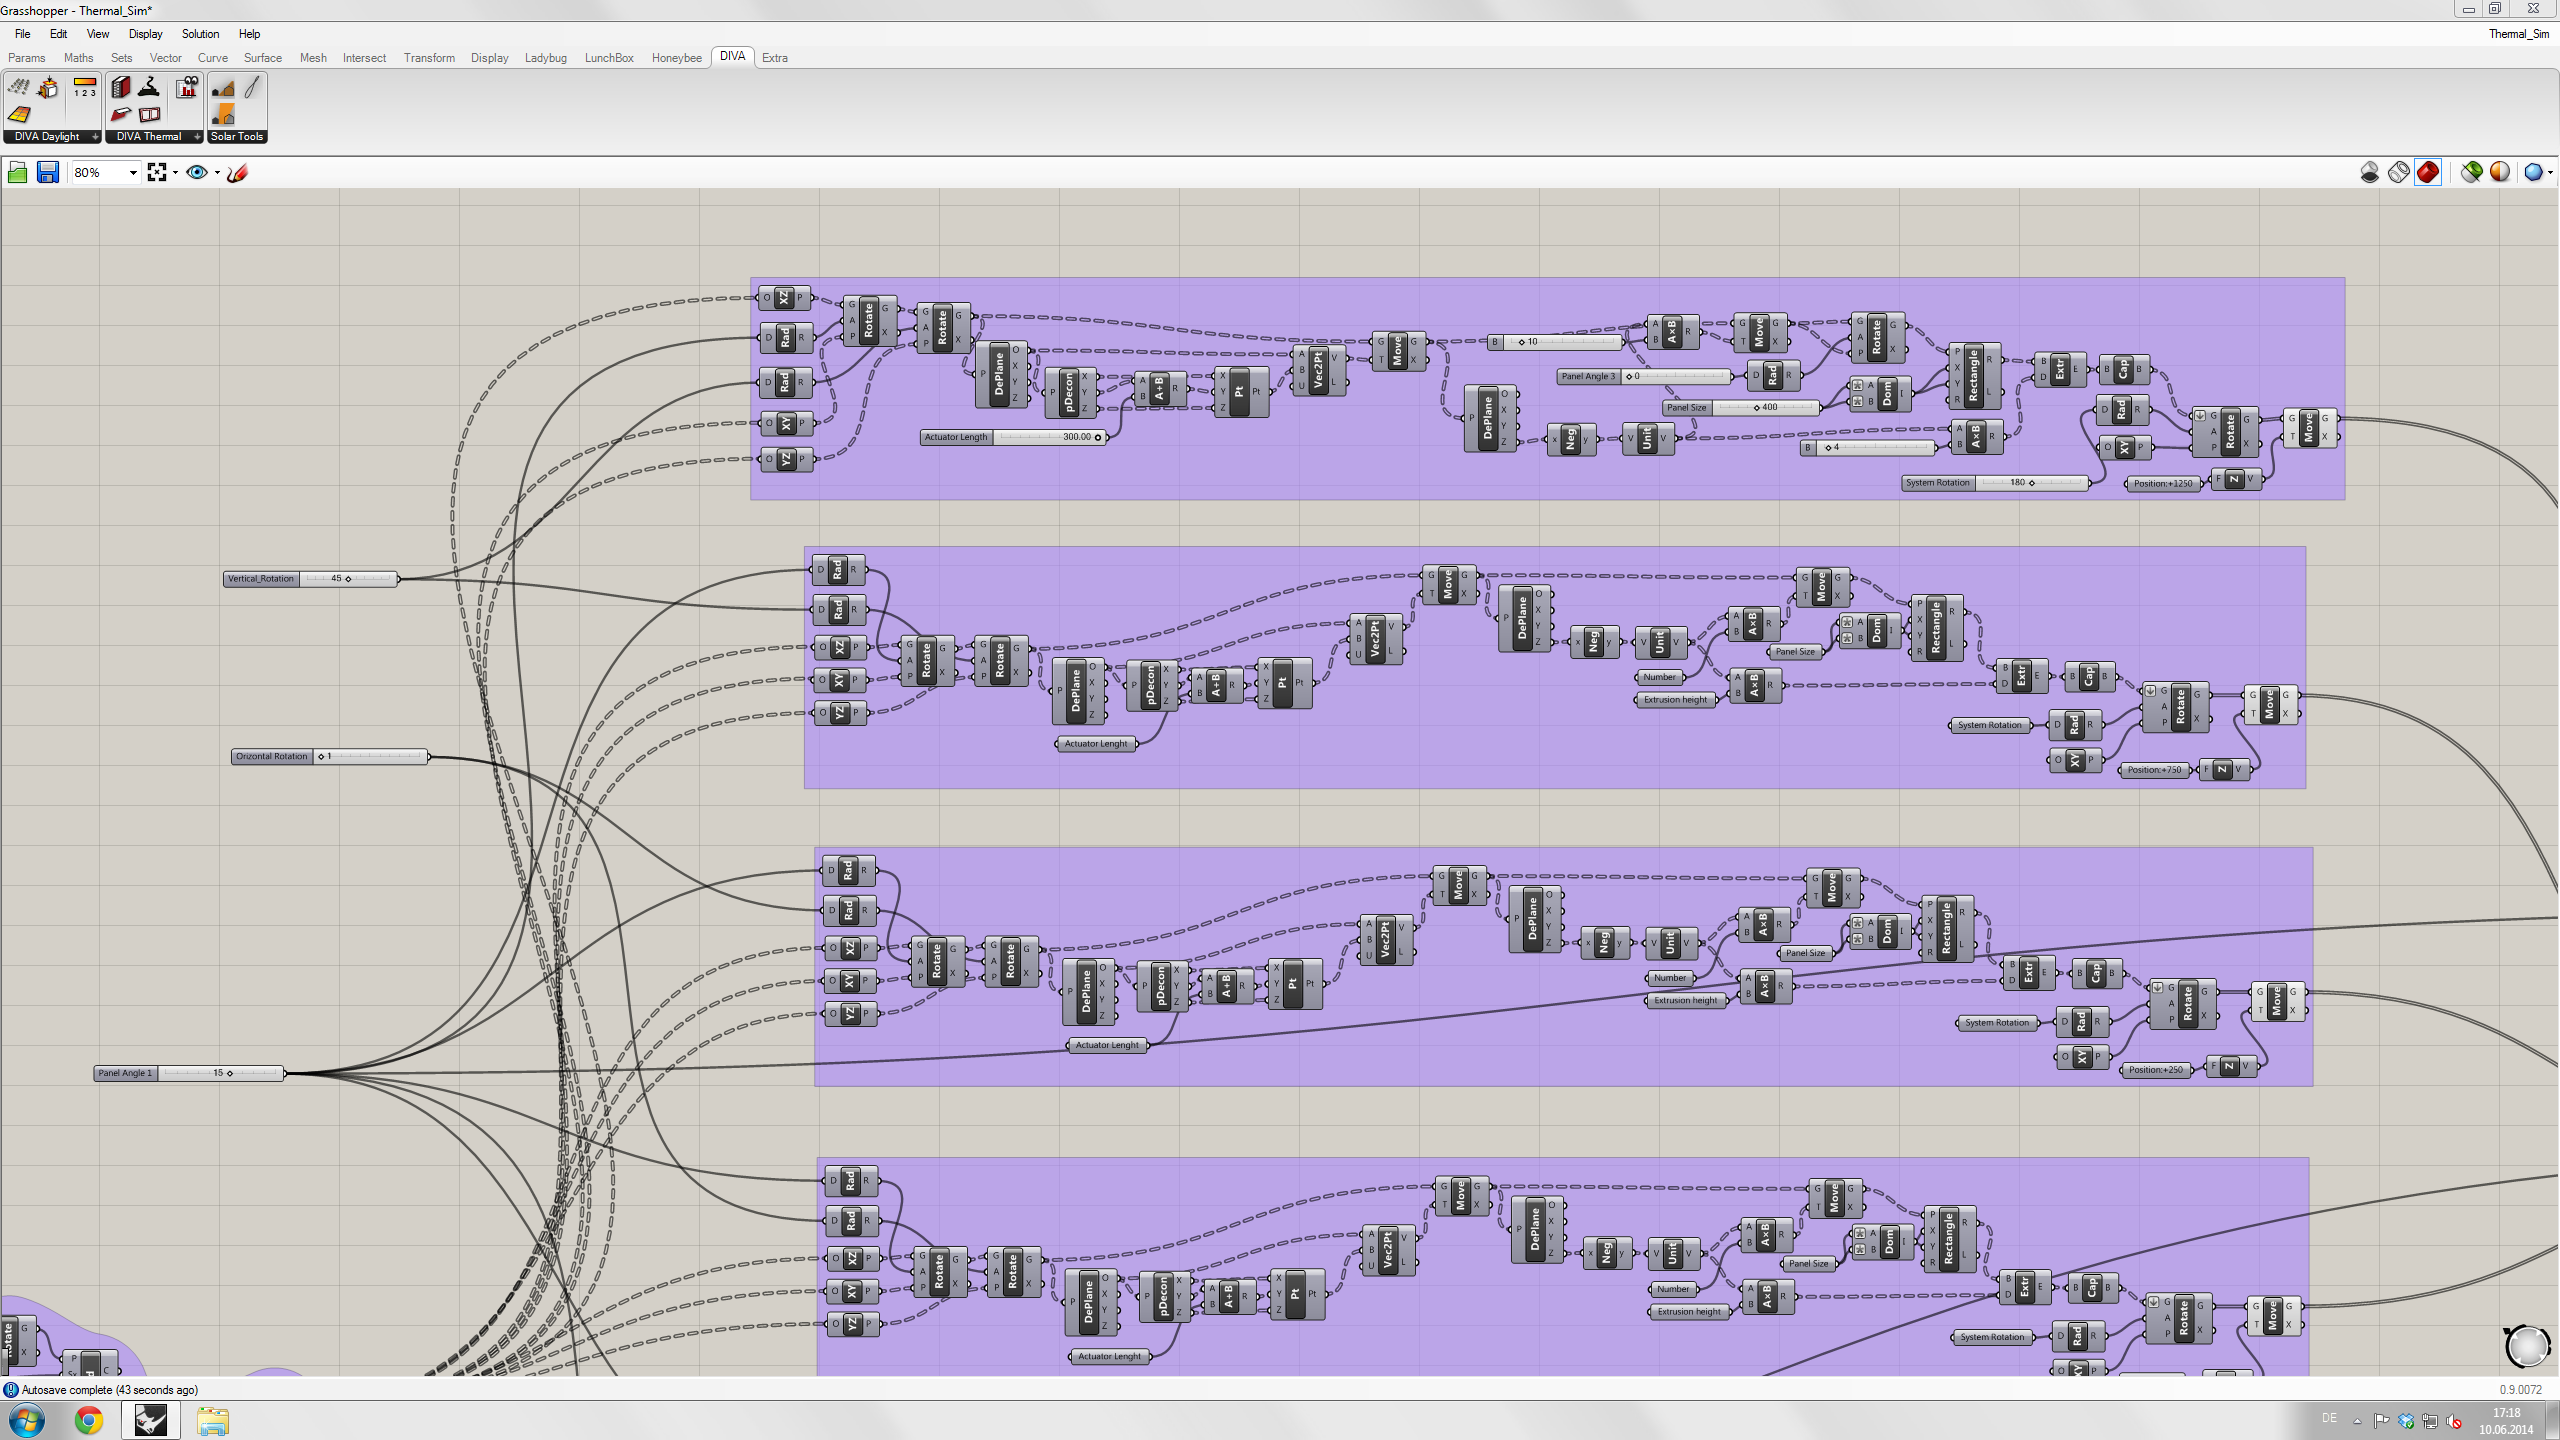 Grasshopper - Thermal_Sim*
File Edit View Display Solution Help Thermal_Sim
Params Maths Sets Vector Curve Surface Mesh Intersect Transform Display Ladybug LunchBox Honeybee DIVA Extra
1 2 3
DIVA Daylight DIVA Thermal Solar Tools
80%
O XZ P
D Rad R
D Rad R
O XY P
O YZ P
G A P Rotate G X
G A P Rotate G X
P DePlane O X Y Z
P pDecon X Y Z
A B A+B R
X Y Z Pt
Actuator Length 300.00
A B U Vec2Pt V L
G T Move G X
B 10
A B A×B R
G T Move G X
G A P Rotate G X
Panel Angle 3 0
D Rad R
Panel Size 400
A B Dom I
P X Y R Rectangle R L
B D Extr E
B Cap B
P DePlane O X Y Z
x Neg y
V Unit V
B 4
A B A×B R
D Rad R
O XY P
G A P Rotate G X
G T Move G X
System Rotation 180
Position:+1250
F Z V
Vertical_Rotation 45
Orizontal Rotation 1
Panel Angle 1 15
D Rad R
D Rad R
O XZ P
O XY P
O YZ P
G A P Rotate G X
G A P Rotate G X
P DePlane O X Y Z
P pDecon X Y Z
A B A+B R
X Y Z Pt Pt
Actuator Lenght
A B U Vec2Pt V L
G T Move G X
P DePlane O X Y Z
x Neg y
V Unit V
Number
Extrusion height
A B A×B R
A B A×B R
G T Move G X
Panel Size
A B Dom I
P X Y R Rectangle R L
B D Extr E
B Cap B
System Rotation
D Rad R
O XY P
G A P Rotate G X
G T Move G X
Position:+750
F Z V
D Rad R
D Rad R
O XZ P
O XY P
O YZ P
G A P Rotate G X
G A P Rotate G X
P DePlane O X Y Z
P pDecon X Y Z
A B A+B R
X Y Z Pt Pt
Actuator Lenght
A B U Vec2Pt V L
G T Move G X
P DePlane O X Y Z
x Neg y
V Unit V
Number
Extrusion height
A B A×B R
A B A×B R
G T Move G X
Panel Size
A B Dom I
P X Y R Rectangle R L
B D Extr E
B Cap B
System Rotation
D Rad R
O XY P
G A P Rotate G X
G T Move G X
Position:+250
F Z V
D Rad R
D Rad R
O XZ P
O XY P
O YZ P
G A P Rotate G X
G A P Rotate G X
P DePlane O X Y Z
P pDecon X Y Z
A B A+B R
X Y Z Pt Pt
Actuator Lenght
A B U Vec2Pt V L
G T Move G X
P DePlane O X Y Z
x Neg y
V Unit V
Number
Extrusion height
A B A×B R
A B A×B R
G T Move G X
Panel Size
A B Dom I
P X Y R Rectangle R L
B D Extr E
B Cap B
System Rotation
D Rad R
O XY P
G A P Rotate G X
G T Move G X
Autosave complete (43 seconds ago) 0.9.0072
DE 17:18
10.06.2014